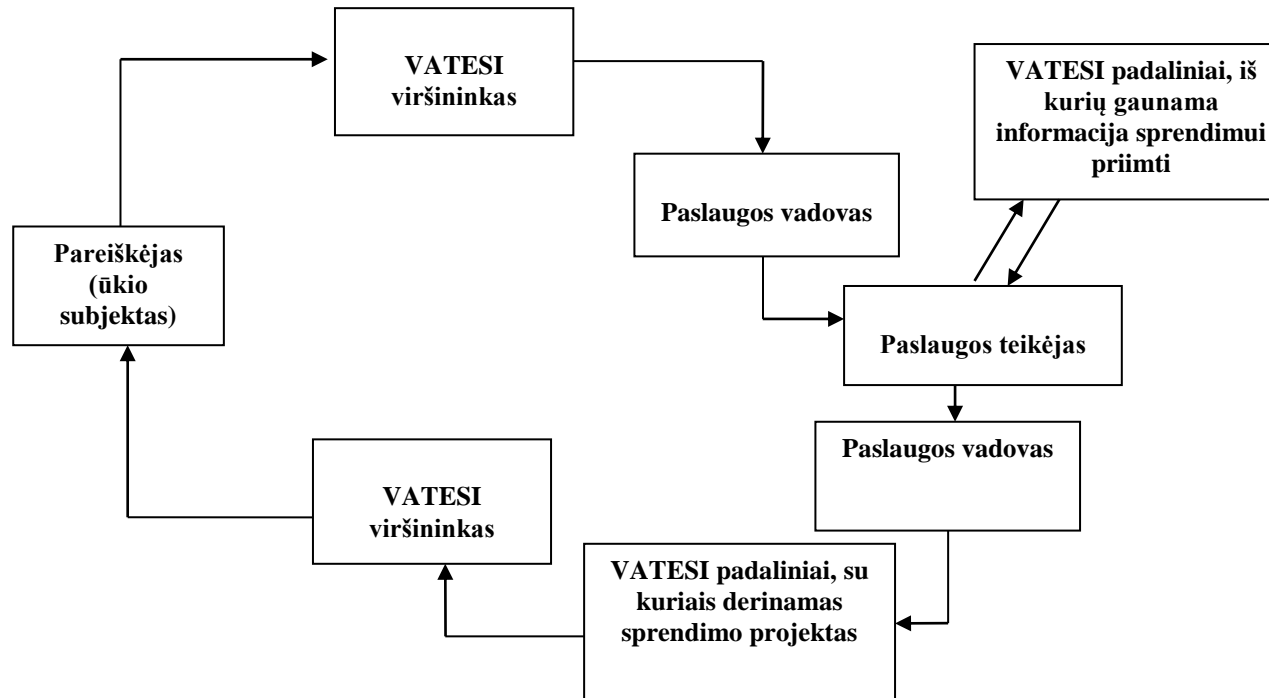 VATESI
viršininkas
VATESI padaliniai, iš
kurių gaunama
informacija sprendimui
priimti
Paslaugos vadovas
Pareiškėjas
(ūkio
subjektas)
Paslaugos teikėjas
Paslaugos vadovas
VATESI
viršininkas
VATESI padaliniai, su
kuriais derinamas
sprendimo projektas